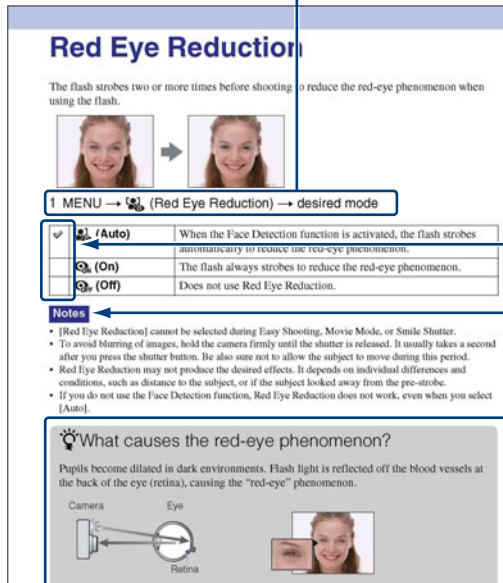 Red Eye Reduction
The flash strobes two or more times before shooting to reduce the red-eye phenomenon when
using the flash.
1 MENU → (Red Eye Reduction) → desired mode
✓ (Auto) When the Face Detection function is activated, the flash strobes
automatically to reduce the red-eye phenomenon.
(On) The flash always strobes to reduce the red-eye phenomenon.
(Off) Does not use Red Eye Reduction.
Notes
• [Red Eye Reduction] cannot be selected during Easy Shooting, Movie Mode, or Smile Shutter.
• To avoid blurring of images, hold the camera firmly until the shutter is released. It usually takes a second
after you press the shutter button. Be also sure not to allow the subject to move during this period.
• Red Eye Reduction may not produce the desired effects. It depends on individual differences and
conditions, such as distance to the subject, or if the subject looked away from the pre-strobe.
• If you do not use the Face Detection function, Red Eye Reduction does not work, even when you select
[Auto].
What causes the red-eye phenomenon?
Pupils become dilated in dark environments. Flash light is reflected off the blood vessels at
the back of the eye (retina), causing the “red-eye” phenomenon.
Camera Eye
Retina